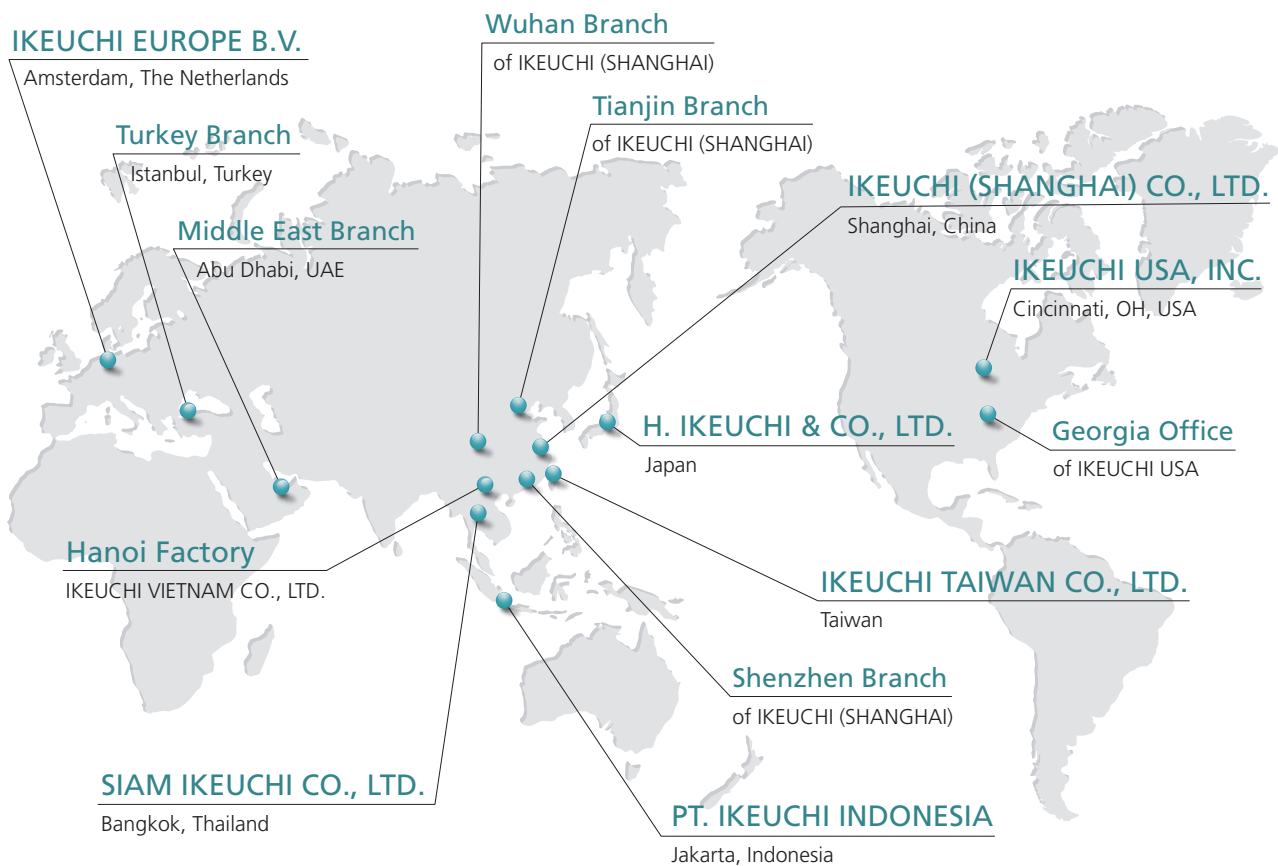 IKEUCHI EUROPE B.V.
Amsterdam, The Netherlands
Wuhan Branch
of IKEUCHI (SHANGHAI)
Tianjin Branch
of IKEUCHI (SHANGHAI)
Turkey Branch
Istanbul, Turkey
IKEUCHI (SHANGHAI) CO., LTD.
Shanghai, China
Middle East Branch
Abu Dhabi, UAE
IKEUCHI USA, INC.
Cincinnati, OH, USA
H. IKEUCHI & CO., LTD.
Japan
Georgia Office
of IKEUCHI USA
Hanoi Factory
IKEUCHI VIETNAM CO., LTD.
IKEUCHI TAIWAN CO., LTD.
Taiwan
Shenzhen Branch
of IKEUCHI (SHANGHAI)
SIAM IKEUCHI CO., LTD.
Bangkok, Thailand
PT. IKEUCHI INDONESIA
Jakarta, Indonesia